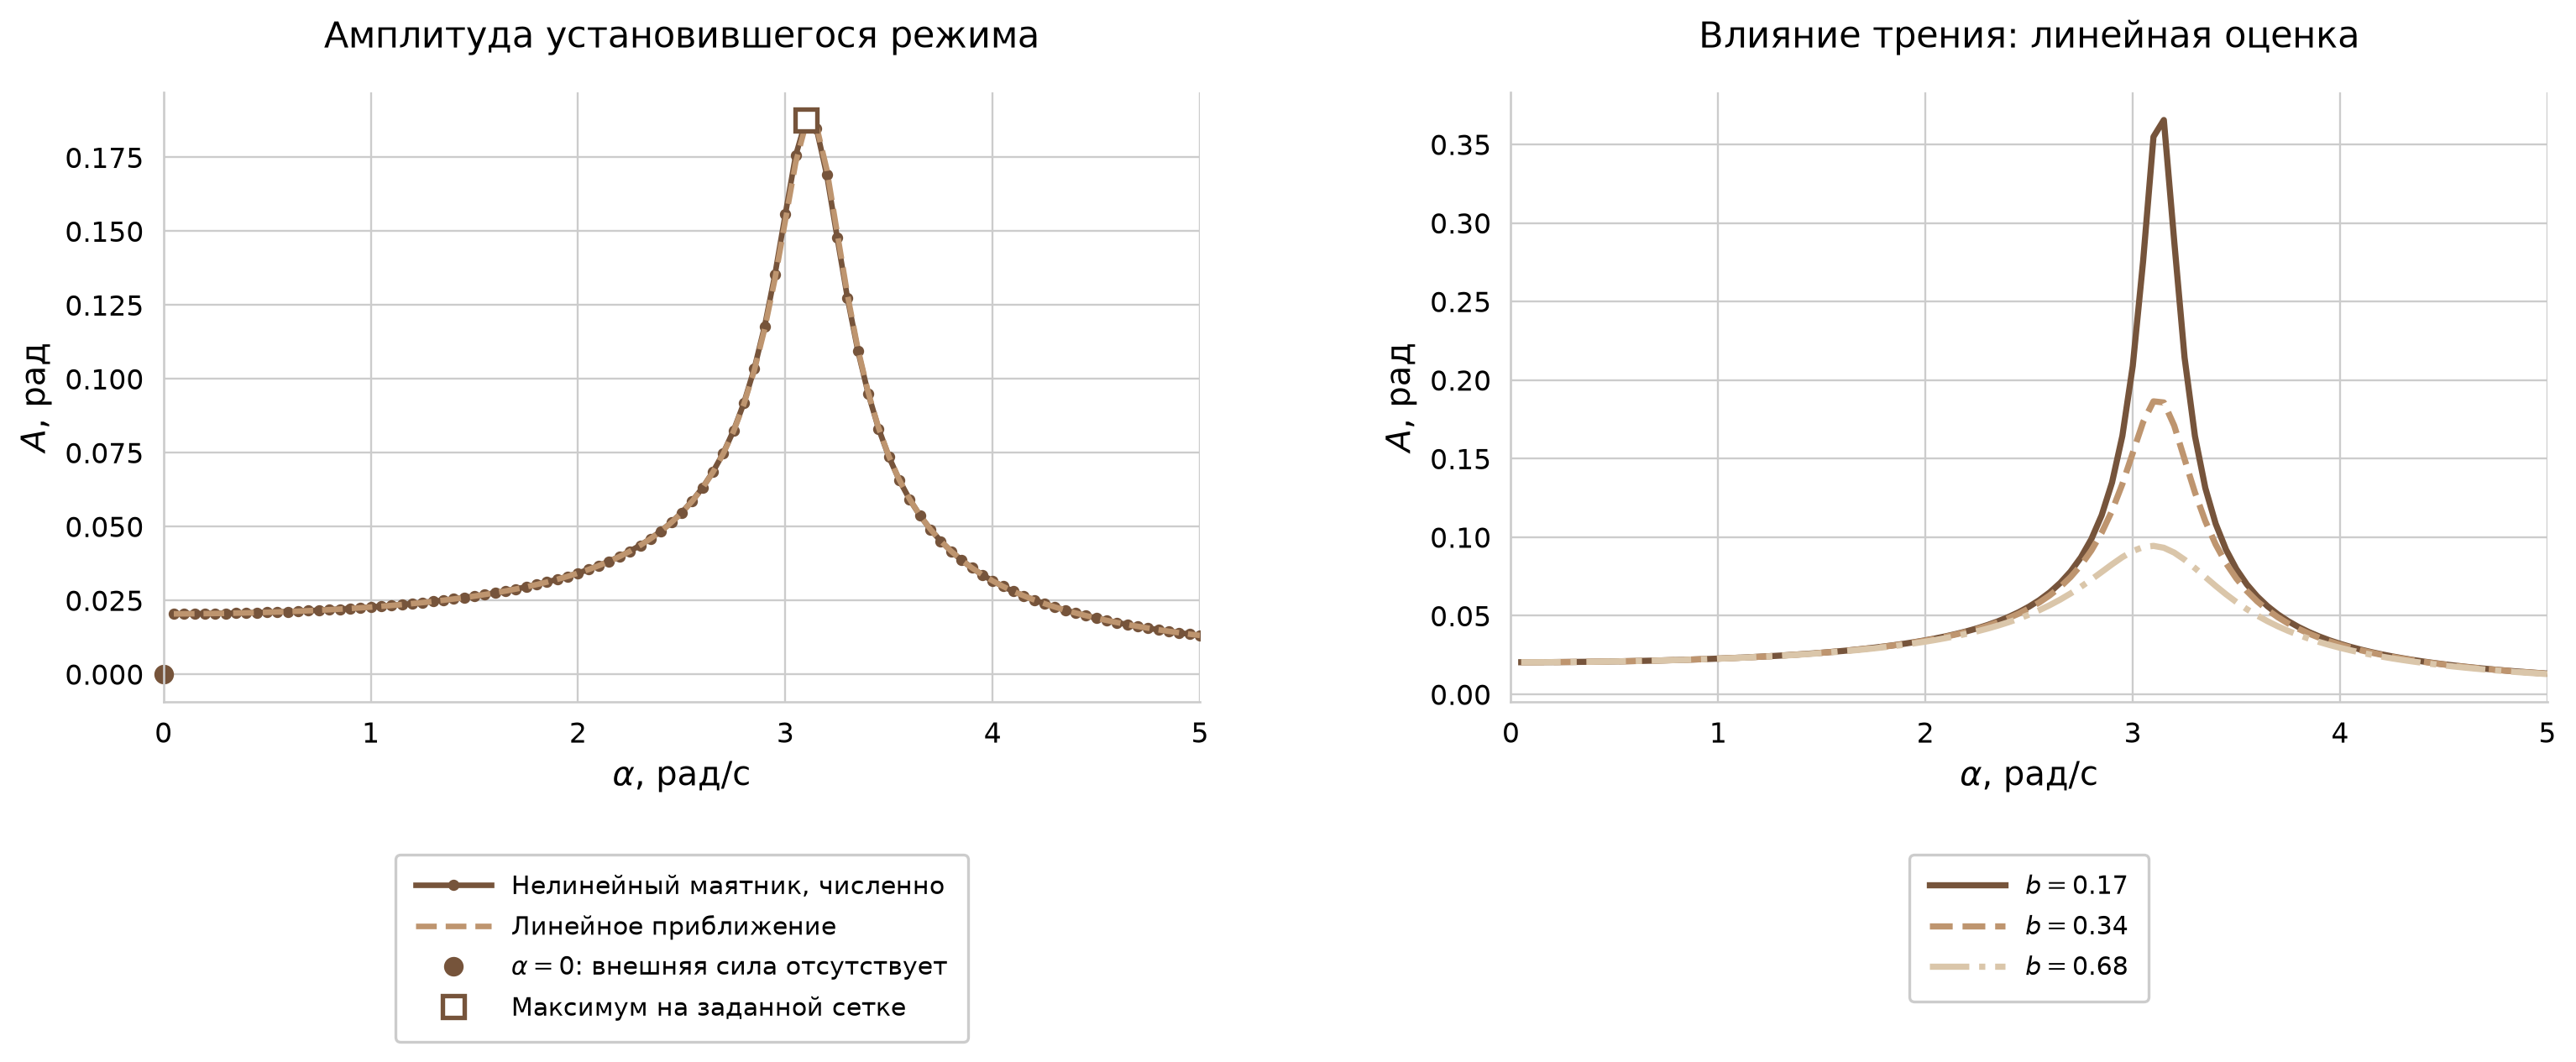 Амплитуда установившегося режима
0.175
0.150
0.125
0.100
0.075
0.050
0.025
0.000
A, рад
0 1 2 3 4 5
α, рад/с
Нелинейный маятник, численно
Линейное приближение
α = 0: внешняя сила отсутствует
Максимум на заданной сетке
Влияние трения: линейная оценка
0.35
0.30
0.25
0.20
0.15
0.10
0.05
0.00
A, рад
0 1 2 3 4 5
α, рад/с
b = 0.17
b = 0.34
b = 0.68